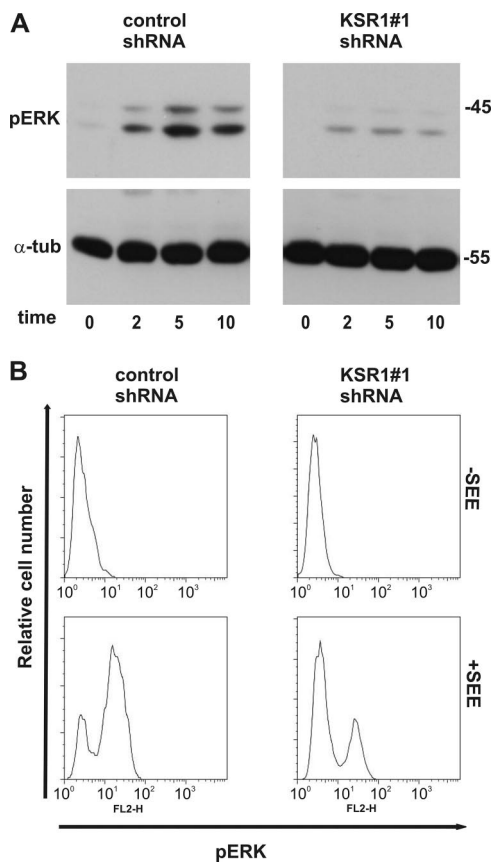 A
control
shRNA
KSR1#1
shRNA
pERK
-45
α-tub
-55
time
0 2 5 10
0 2 5 10
B
control
shRNA
KSR1#1
shRNA
Relative cell number
10⁰ 10¹ 10² 10³
10⁰ 10¹ 10² 10³
-SEE
10⁰ 10¹ 10² 10³
FL2-H
10⁰ 10¹ 10² 10³
FL2-H
+SEE
pERK